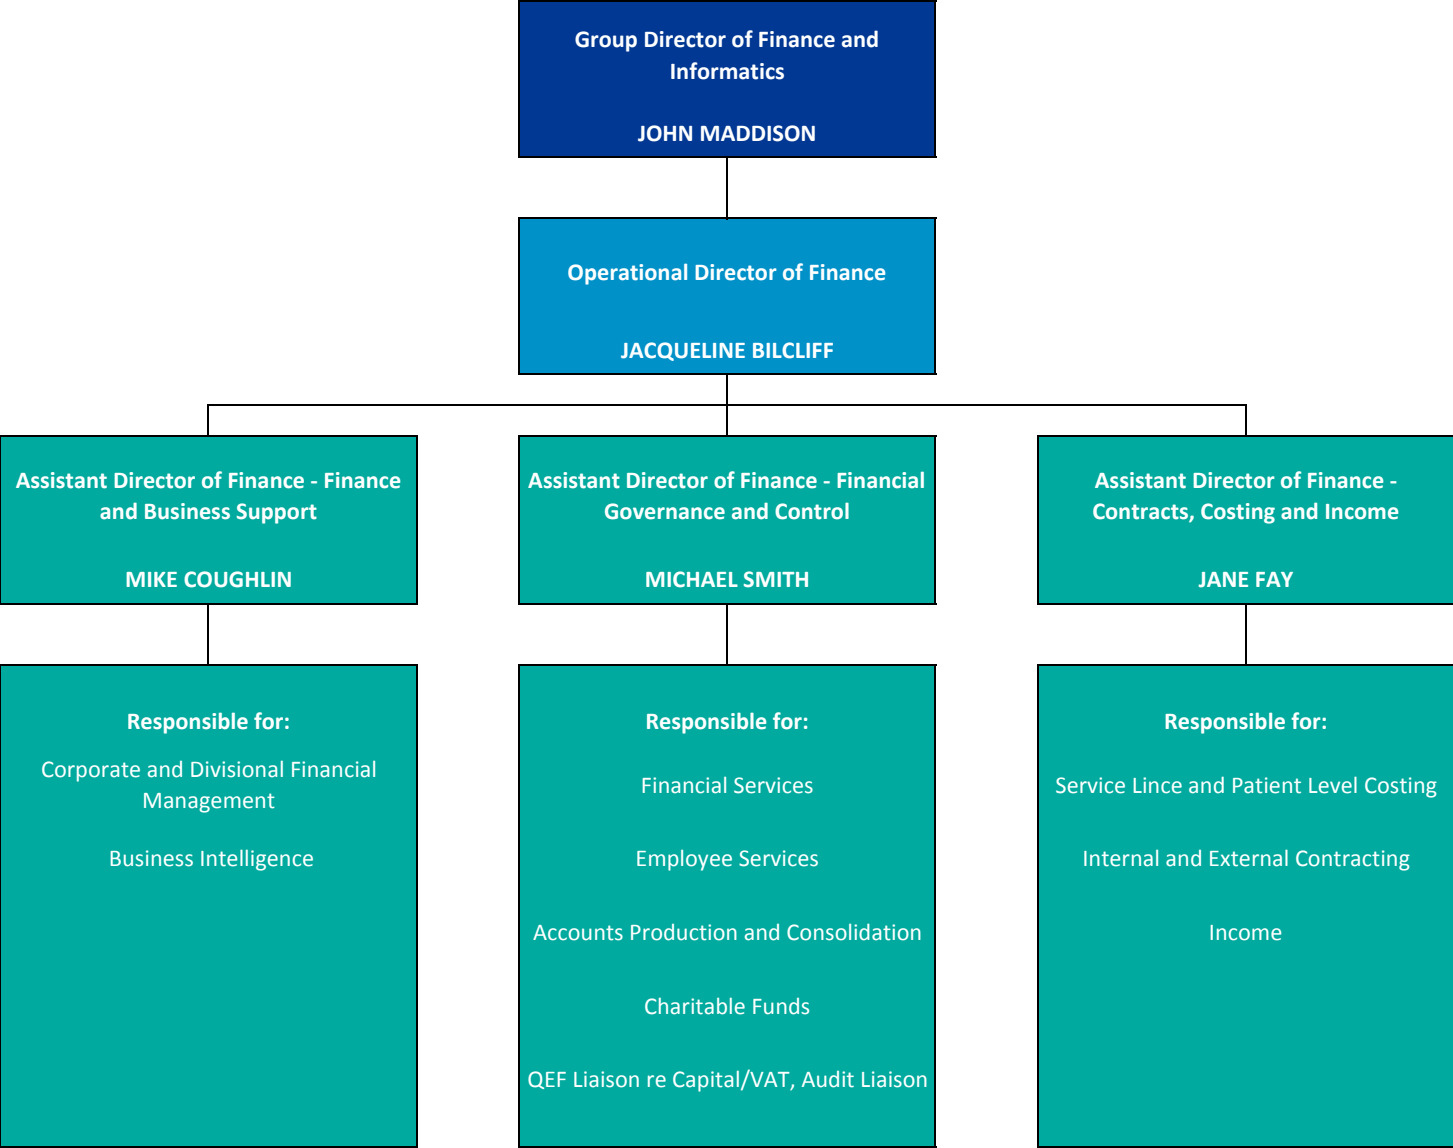 Group Director of Finance and
Informatics
JOHN MADDISON
Operational Director of Finance
JACQUELINE BILCLIFF
Assistant Director of Finance - Finance
and Business Support
MIKE COUGHLIN
Assistant Director of Finance - Financial
Governance and Control
MICHAEL SMITH
Assistant Director of Finance -
Contracts, Costing and Income
JANE FAY
Responsible for:
Corporate and Divisional Financial
Management
Business Intelligence
Responsible for:
Financial Services
Employee Services
Accounts Production and Consolidation
Charitable Funds
QEF Liaison re Capital/VAT, Audit Liaison
Responsible for:
Service Lince and Patient Level Costing
Internal and External Contracting
Income